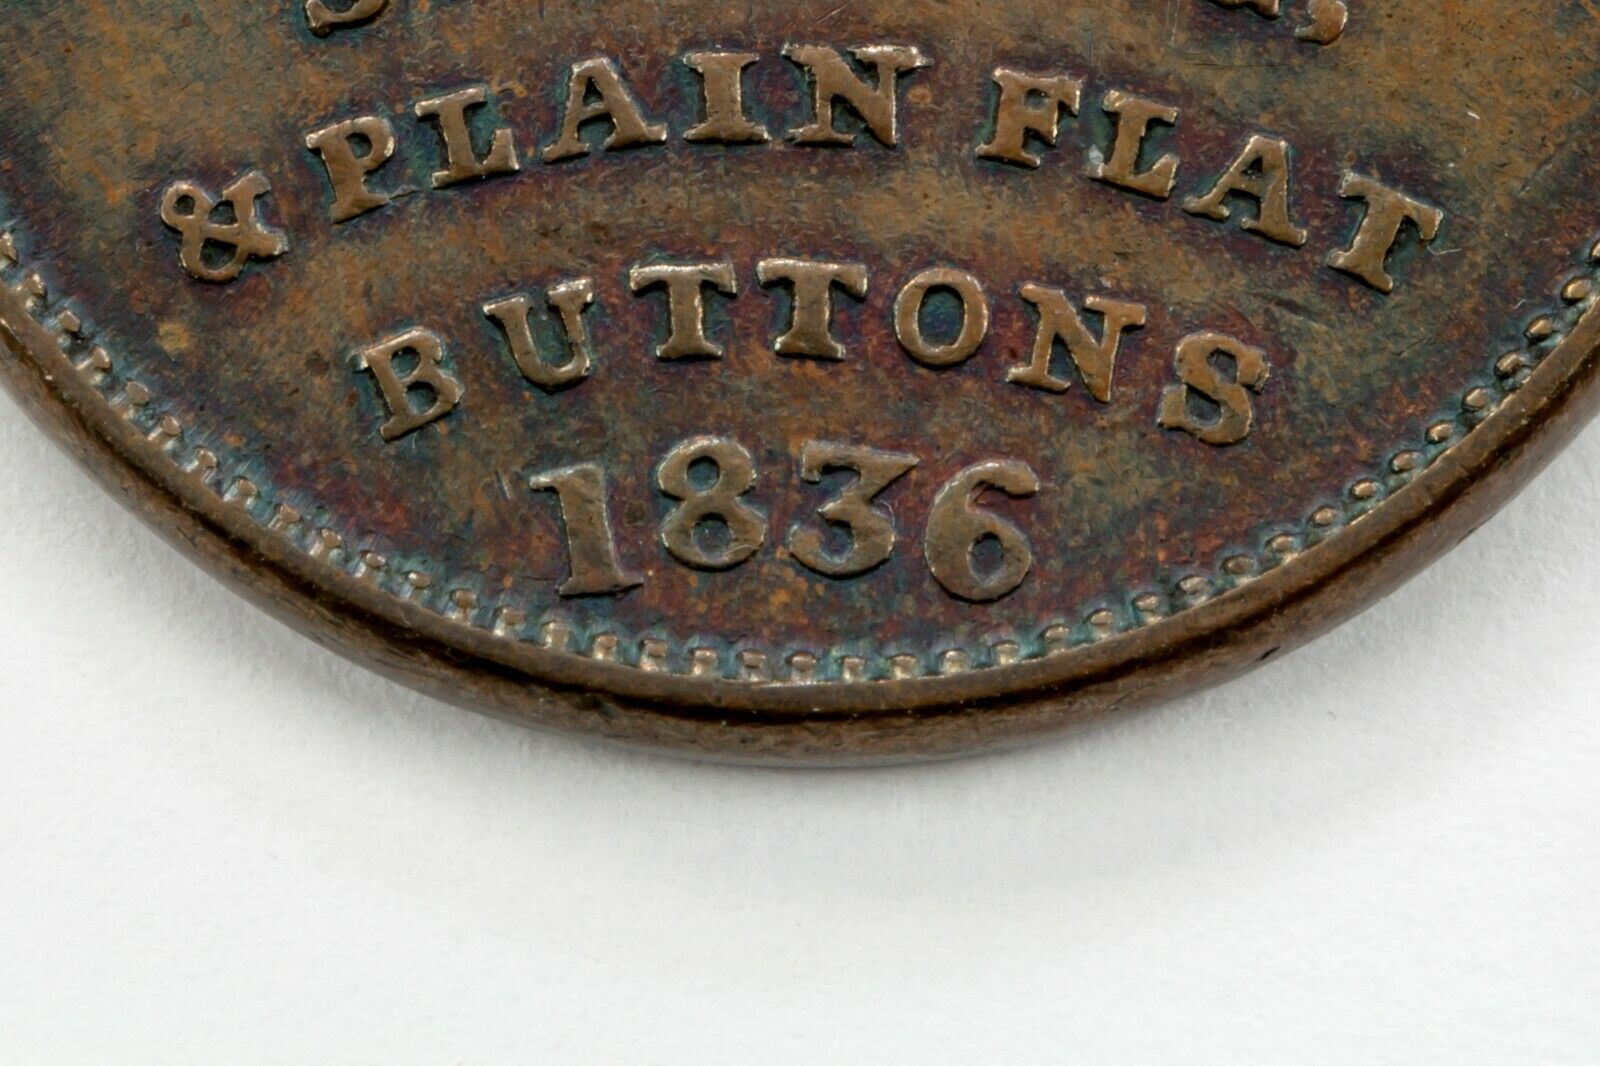 & PLAIN FLAT
BUTTONS
1836